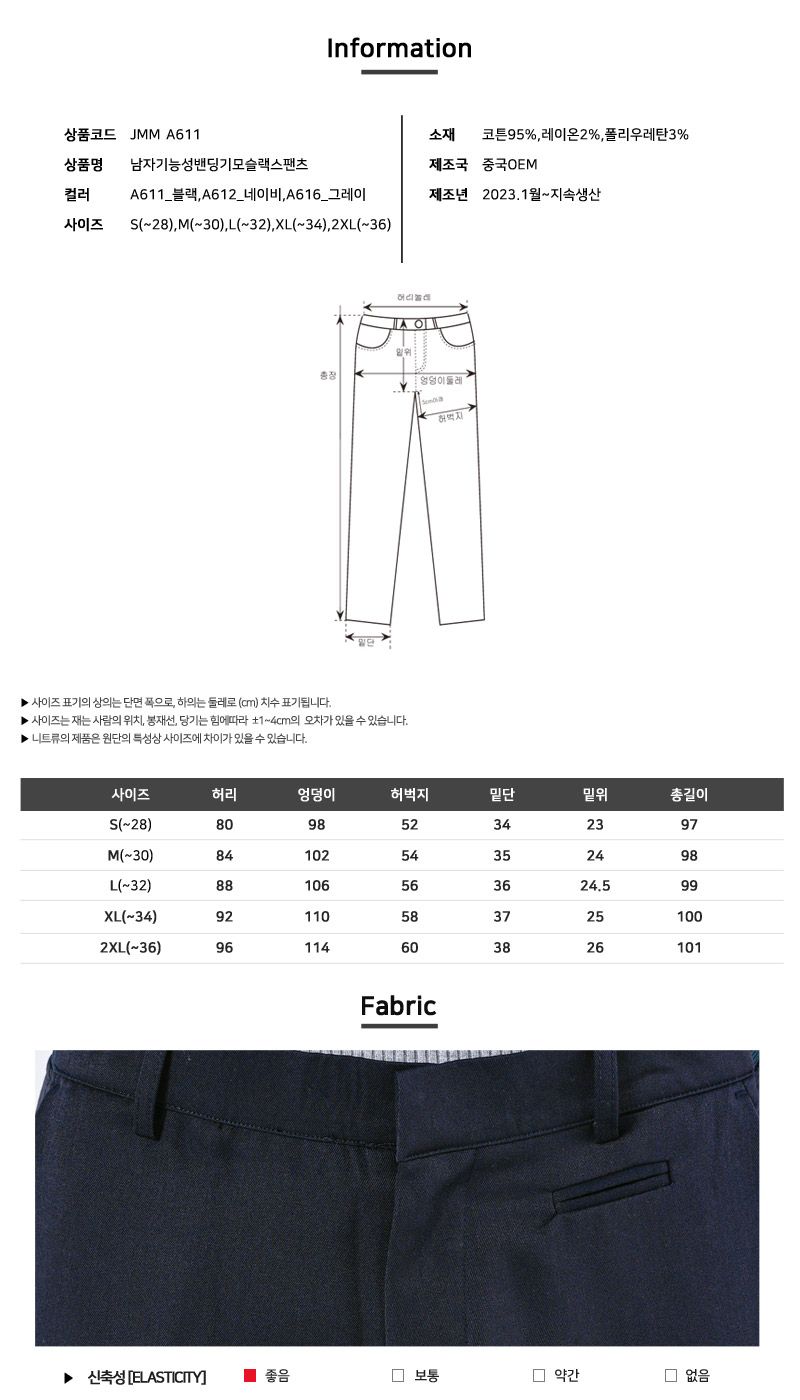 Information
상품코드 JMM A611
상품명 남자기능성밴딩기모슬랙스팬츠
컬러 A611_블랙,A612_네이비,A616_그레이
사이즈 S(~28),M(~30),L(~32),XL(~34),2XL(~36)
소재 코튼95%,레이온2%,폴리우레탄3%
제조국 중국OEM
제조년 2023.1월~지속생산
허리둘레
밑위
총장
엉덩이둘레
허벅지
밑단
▶ 사이즈 표기의 상의는 단면 폭으로, 하의는 둘레로 (cm) 치수 표기됩니다.
▶ 사이즈는 재는 사람의 위치, 봉재선, 당기는 힘에따라 ±1~4cm의 오차가 있을 수 있습니다.
▶ 니트류의 제품은 원단의 특성상 사이즈에 차이가 있을 수 있습니다.
사이즈 허리 엉덩이 허벅지 밑단 밑위 총길이
S(~28) 80 98 52 34 23 97
M(~30) 84 102 54 35 24 98
L(~32) 88 106 56 36 24.5 99
XL(~34) 92 110 58 37 25 100
2XL(~36) 96 114 60 38 26 101
Fabric
▶ 신축성[ELASTICITY] 좋음 보통 약간 없음